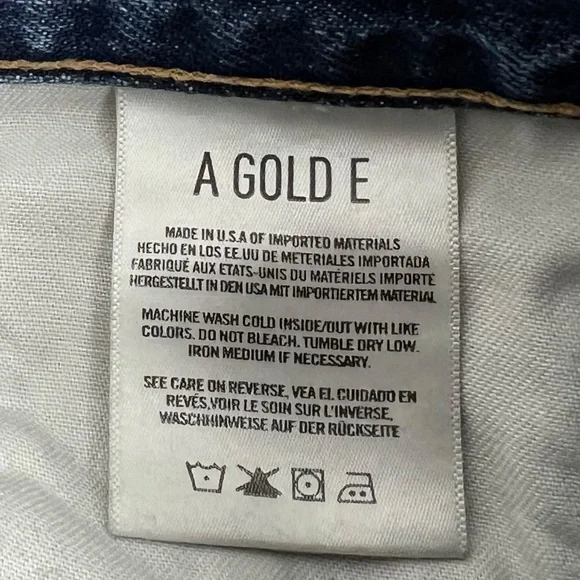 A GOLD E
MADE IN U.S.A OF IMPORTED MATERIALS
HECHO EN LOS EE.UU DE METERIALES IMPORTADA
FABRIQUÉ AUX ETATS-UNIS DU MATÉRIELS IMPORTE
HERGESTELLT IN DEN USA MIT IMPORTIERTEM MATERIAL
MACHINE WASH COLD INSIDE/OUT WITH LIKE
COLORS. DO NOT BLEACH. TUMBLE DRY LOW.
IRON MEDIUM IF NECESSARY.
SEE CARE ON REVERSE, VEA EL CUIDADO EN
REVÉS,VOIR LE SOIN SUR L'INVERSE,
WASCHHINWEISE AUF DER RÜCKSEITE